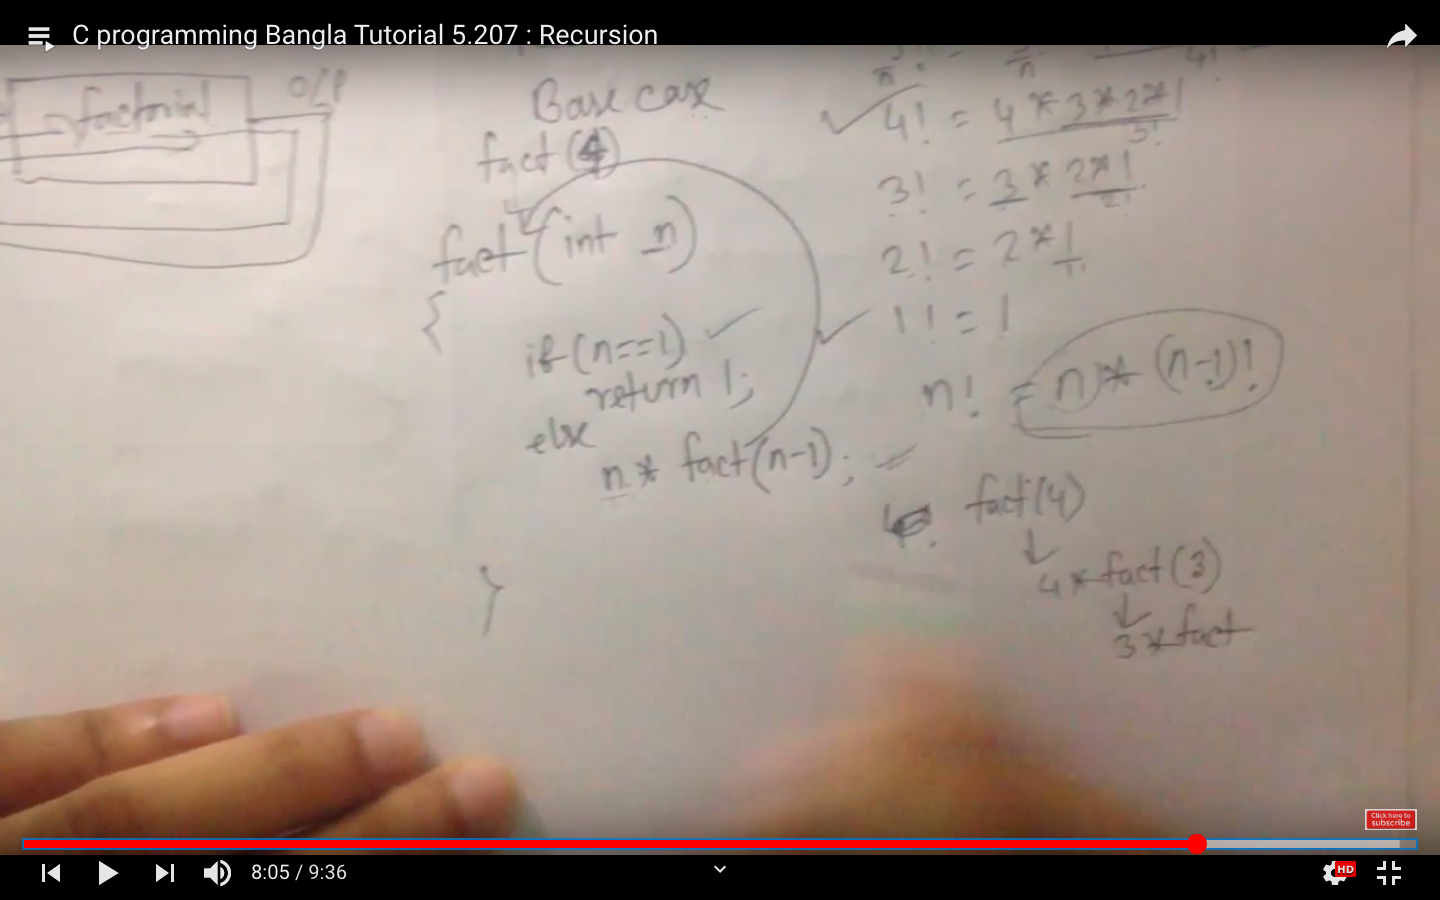 C programming Bangla Tutorial 5.207 : Recursion
factorial
O/P
Base case
fact (4)
fact (int n)
{
if (n==1)
return 1;
else
n * fact(n-1);
}
4!
4! = 4 * 3 * 2 * 1
3!
3! = 3 * 2 * 1
2!
2! = 2 * 1
1!
1! = 1
n! = n * (n-1)!
fact(4)
4 * fact(3)
3 * fact
Click here to
subscribe
8:05 / 9:36
HD